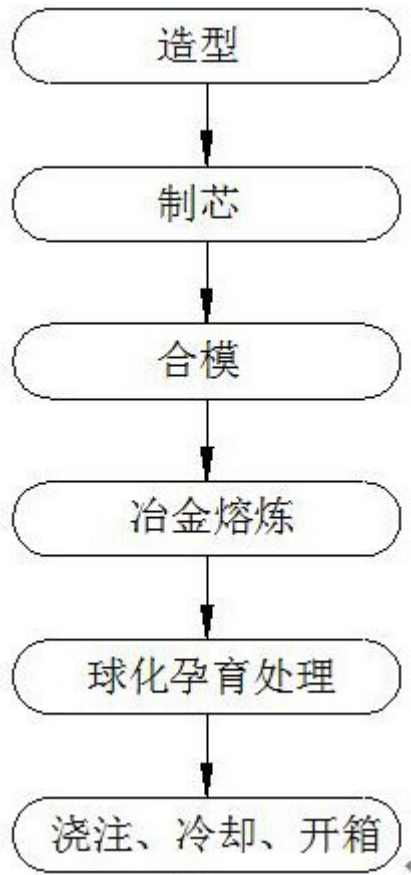 造型
制芯
合模
冶金熔炼
球化孕育处理
浇注、冷却、开箱